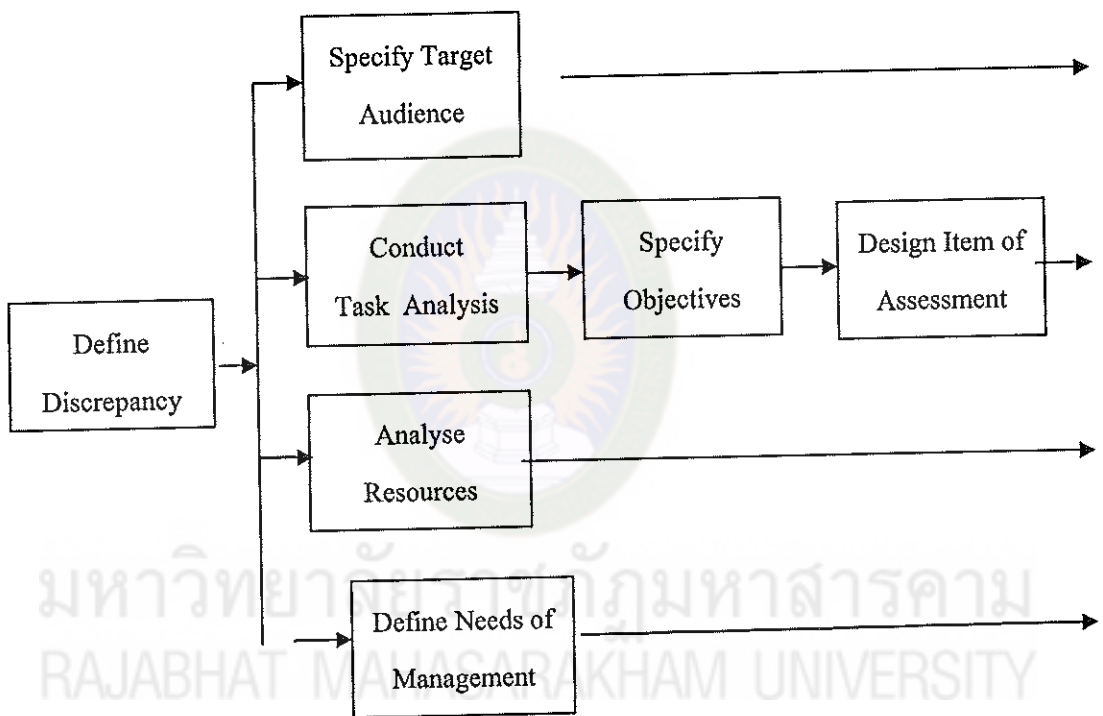 Specify Target
Audience
Conduct
Task Analysis
Specify
Objectives
Design Item of
Assessment
Define
Discrepancy
Analyse
Resources
มหาวิทยาลัยราชภัฏมหาสารคาม
Define Needs of
Management
RAJABHAT MAHASARAKHAM UNIVERSITY